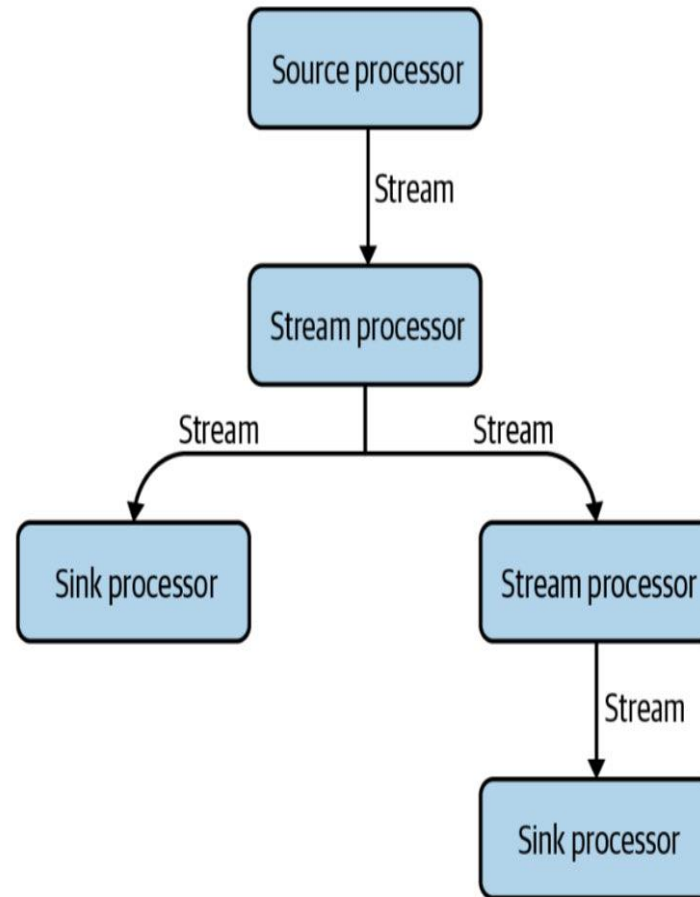 Source processor
Stream
Stream processor
Stream
Stream
Sink processor
Stream processor
Stream
Sink processor